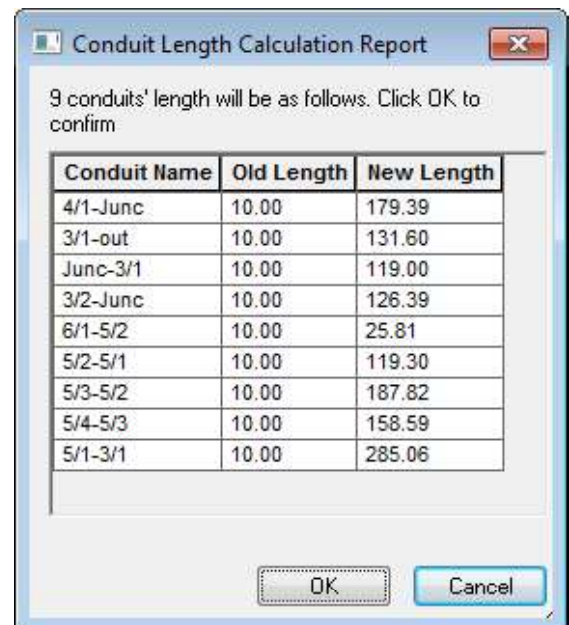 Conduit Length Calculation Report
9 conduits' length will be as follows. Click OK to
confirm
Conduit Name Old Length New Length
4/1-Junc 10.00 179.39
3/1-out 10.00 131.60
Junc-3/1 10.00 119.00
3/2-Junc 10.00 126.39
6/1-5/2 10.00 25.81
5/2-5/1 10.00 119.30
5/3-5/2 10.00 187.82
5/4-5/3 10.00 158.59
5/1-3/1 10.00 285.06
OK Cancel